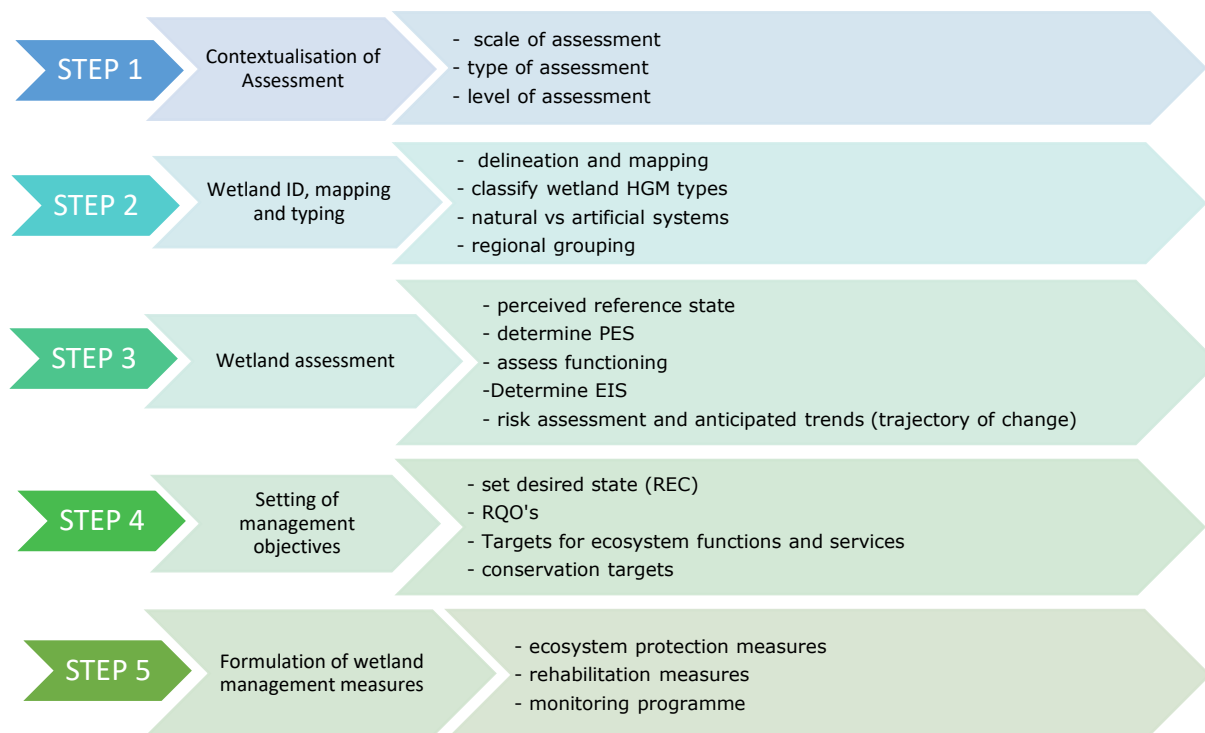 STEP 1
Contextualisation of
Assessment
- scale of assessment
- type of assessment
- level of assessment
STEP 2
Wetland ID, mapping
and typing
- delineation and mapping
- classify wetland HGM types
- natural vs artificial systems
- regional grouping
STEP 3
Wetland assessment
- perceived reference state
- determine PES
- assess functioning
-Determine EIS
- risk assessment and anticipated trends (trajectory of change)
STEP 4
Setting of
management
objectives
- set desired state (REC)
- RQO's
- Targets for ecosystem functions and services
- conservation targets
STEP 5
Formulation of wetland
management measures
- ecosystem protection measures
- rehabilitation measures
- monitoring programme